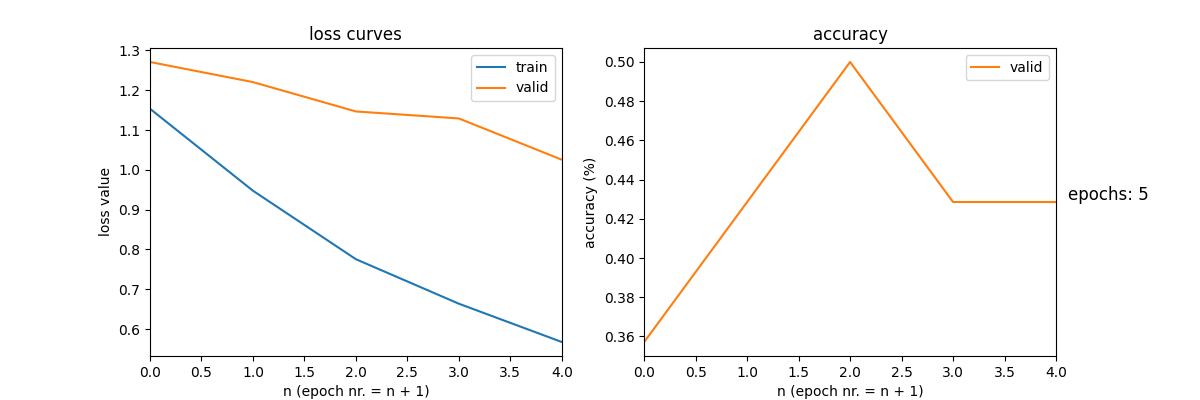 loss curves
1.3
1.2
1.1
1.0
0.9
0.8
0.7
0.6
loss value
train
valid
0.0 0.5 1.0 1.5 2.0 2.5 3.0 3.5 4.0
n (epoch nr. = n + 1)
accuracy
0.50
0.48
0.46
0.44
0.42
0.40
0.38
0.36
accuracy (%)
valid
0.0 0.5 1.0 1.5 2.0 2.5 3.0 3.5 4.0
n (epoch nr. = n + 1)
epochs: 5